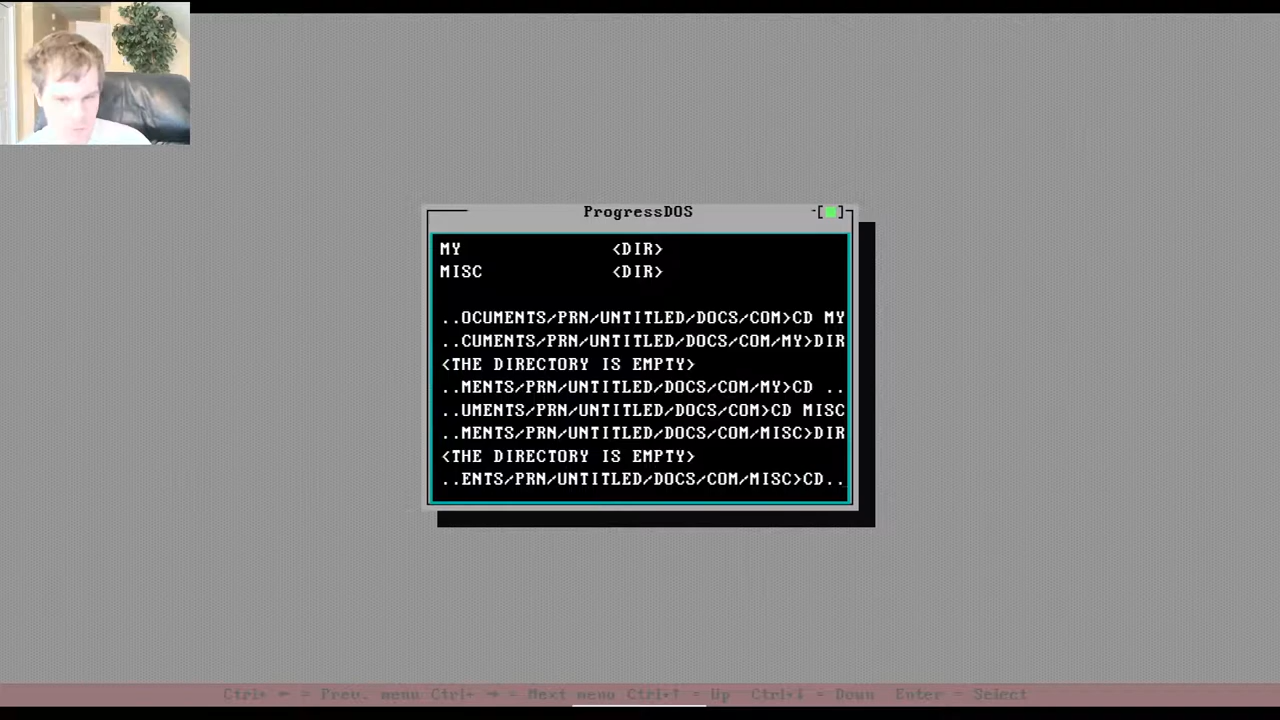 ProgressDOS
MY <DIR>
MISC <DIR>
..OCUMENTS/PRN/UNTITLED/DOCS/COM>CD MY
..CUMENTS/PRN/UNTITLED/DOCS/COM/MY>DIR
<THE DIRECTORY IS EMPTY>
..MENTS/PRN/UNTITLED/DOCS/COM/MY>CD ..
..UMENTS/PRN/UNTITLED/DOCS/COM>CD MISC
..MENTS/PRN/UNTITLED/DOCS/COM/MISC>DIR
<THE DIRECTORY IS EMPTY>
..ENTS/PRN/UNTITLED/DOCS/COM/MISC>CD..
Ctrl+ ← = Prev. menu Ctrl+ → = Next menu Ctrl+↑ = Up Ctrl+↓ = Down Enter = Select